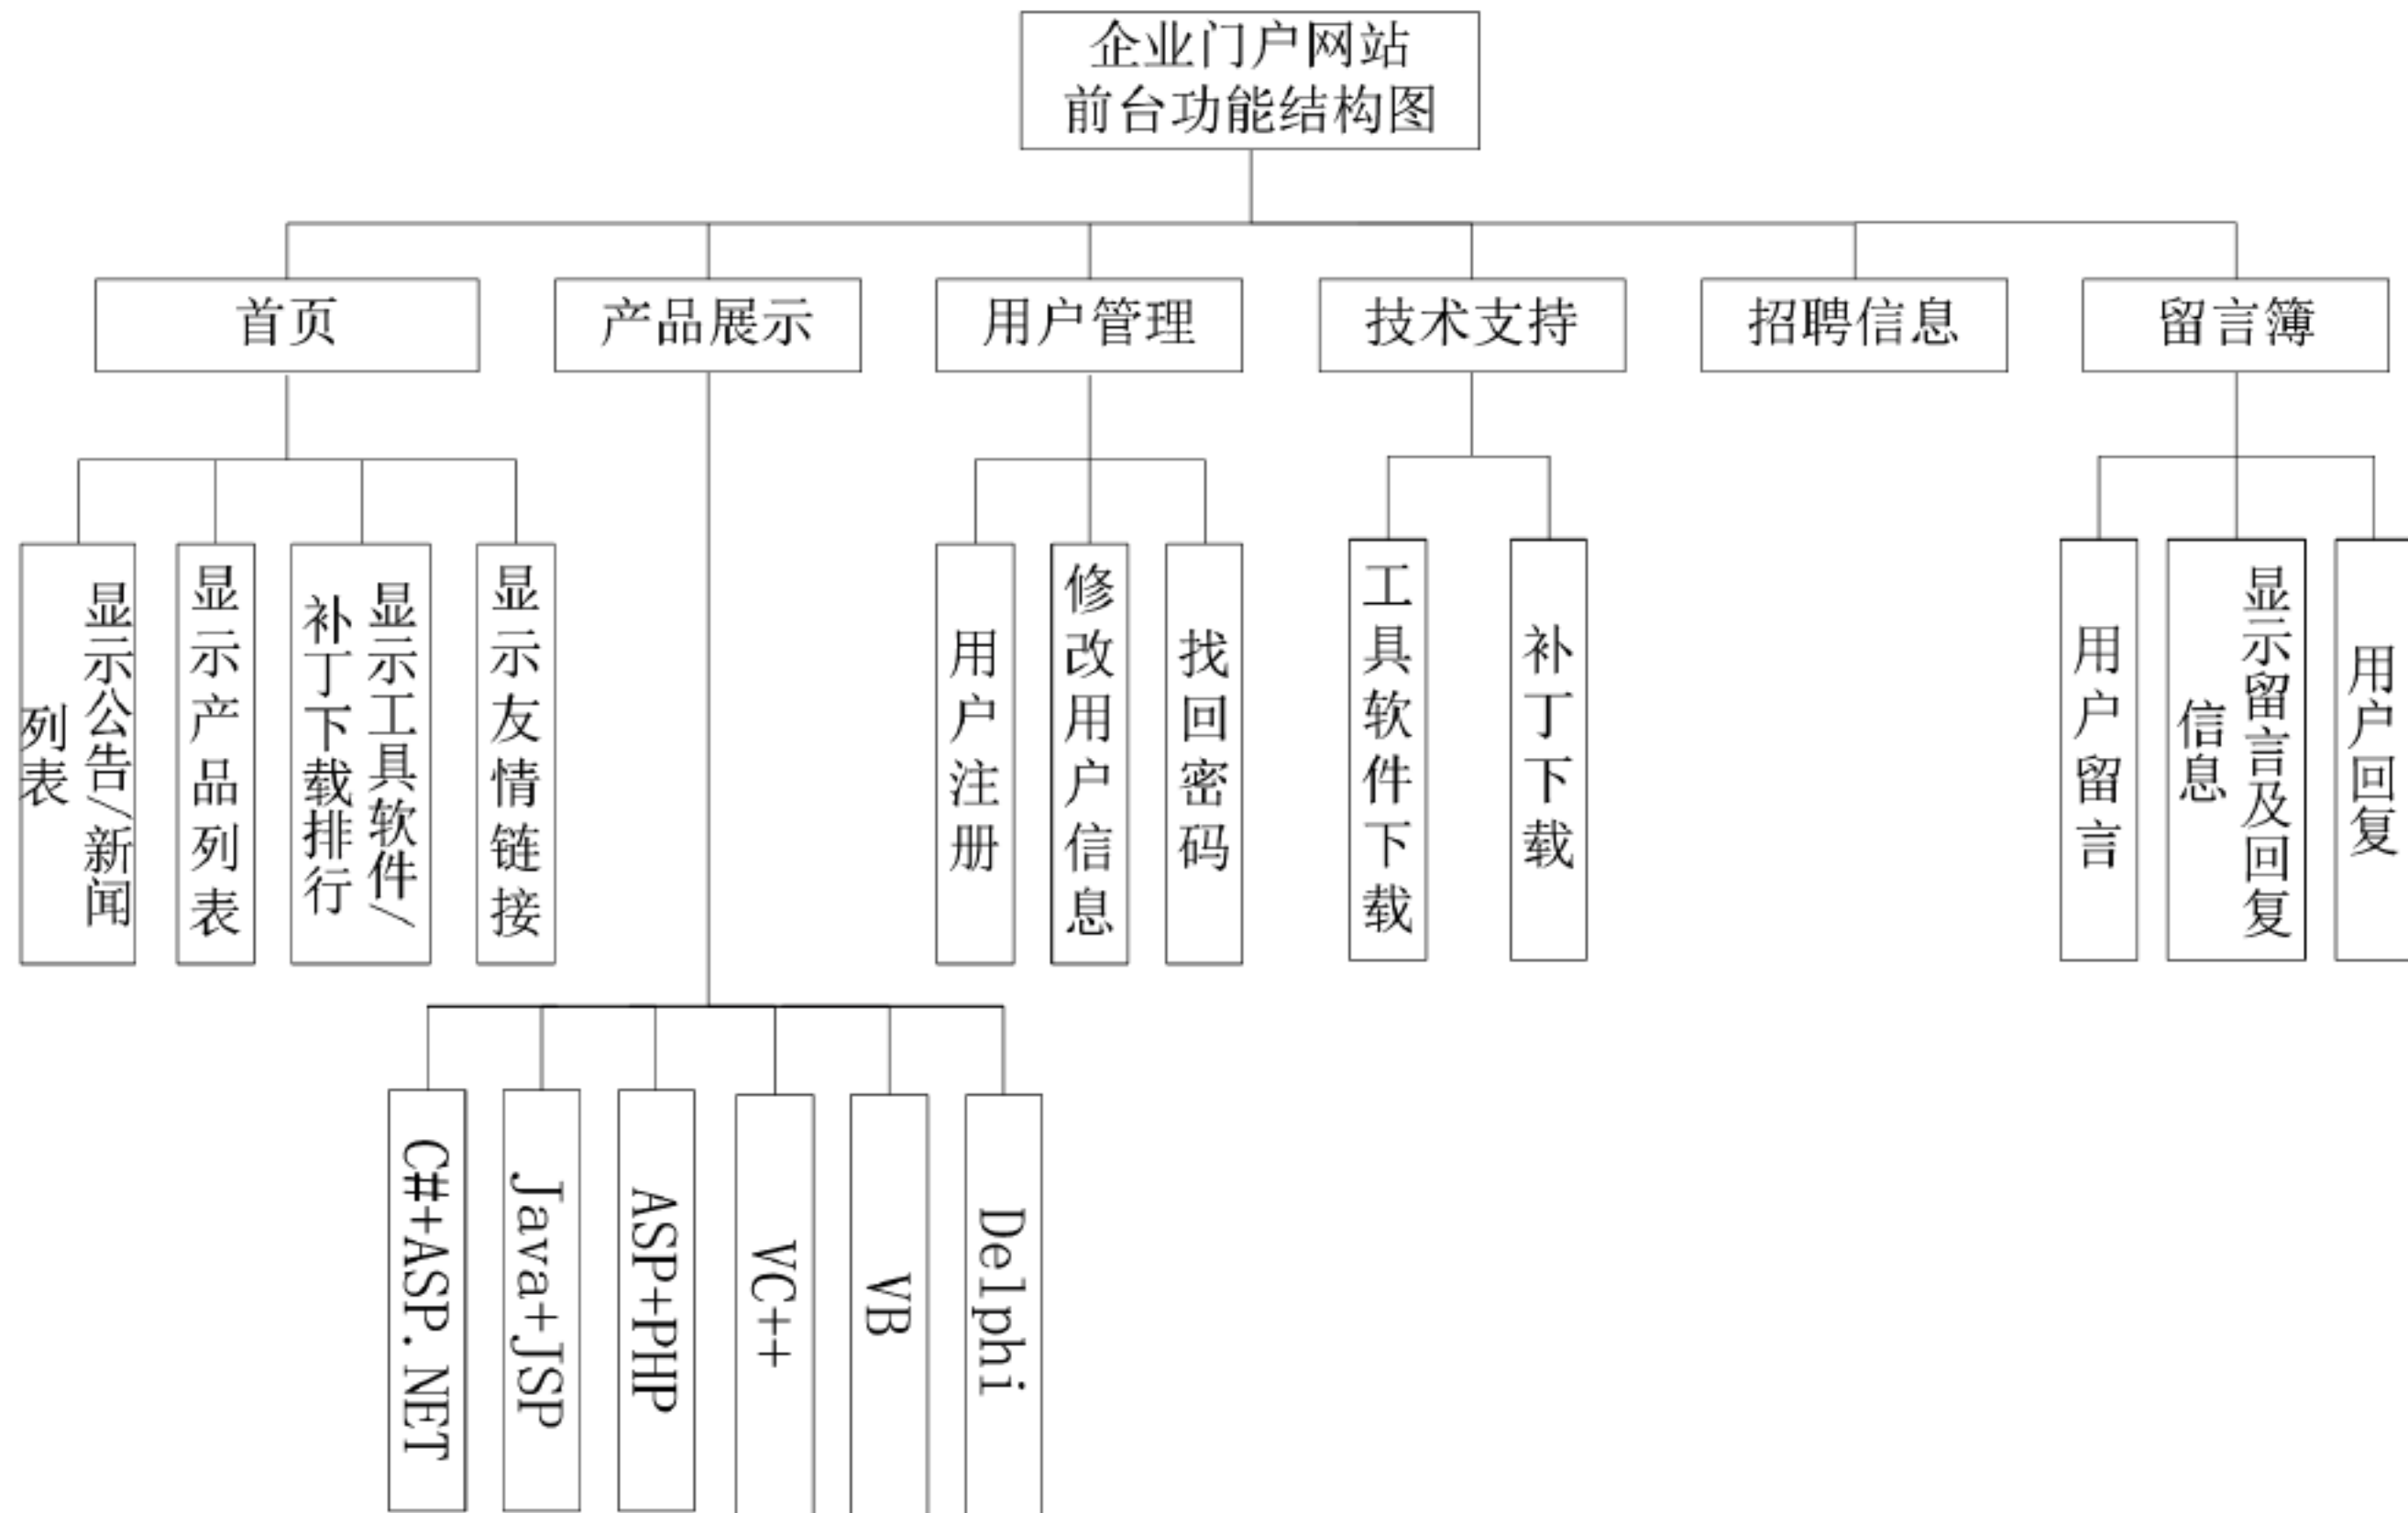 企业门户网站
前台功能结构图
首页
产品展示
用户管理
技术支持
招聘信息
留言簿
显示公告/新闻
列表
显示产品列表
显示工具软件/
补丁下载排行
显示友情链接
用户注册
修改用户信息
找回密码
工具软件下载
补丁下载
用户留言
显示留言及回复
信息
用户回复
C#+ASP.NET
Java+JSP
ASP+PHP
VC++
VB
Delphi